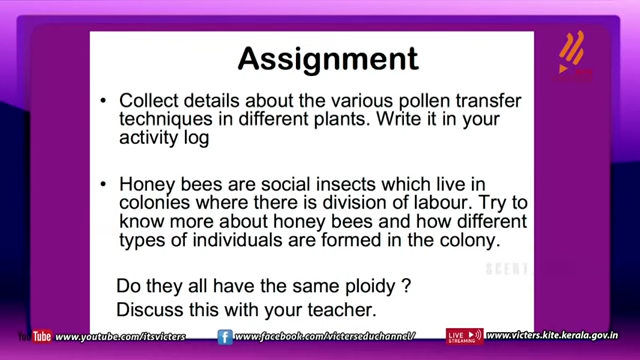 Assignment
• Collect details about the various pollen transfer
techniques in different plants. Write it in your
activity log
• Honey bees are social insects which live in
colonies where there is division of labour. Try to
know more about honey bees and how different
types of individuals are formed in the colony.
Do they all have the same ploidy ?
Discuss this with your teacher.
YouTube www.youtube.com/itsvicters
f www.facebook.com/victerseduchannel/
LIVE STREAMING www.victers.kite.kerala.gov.in